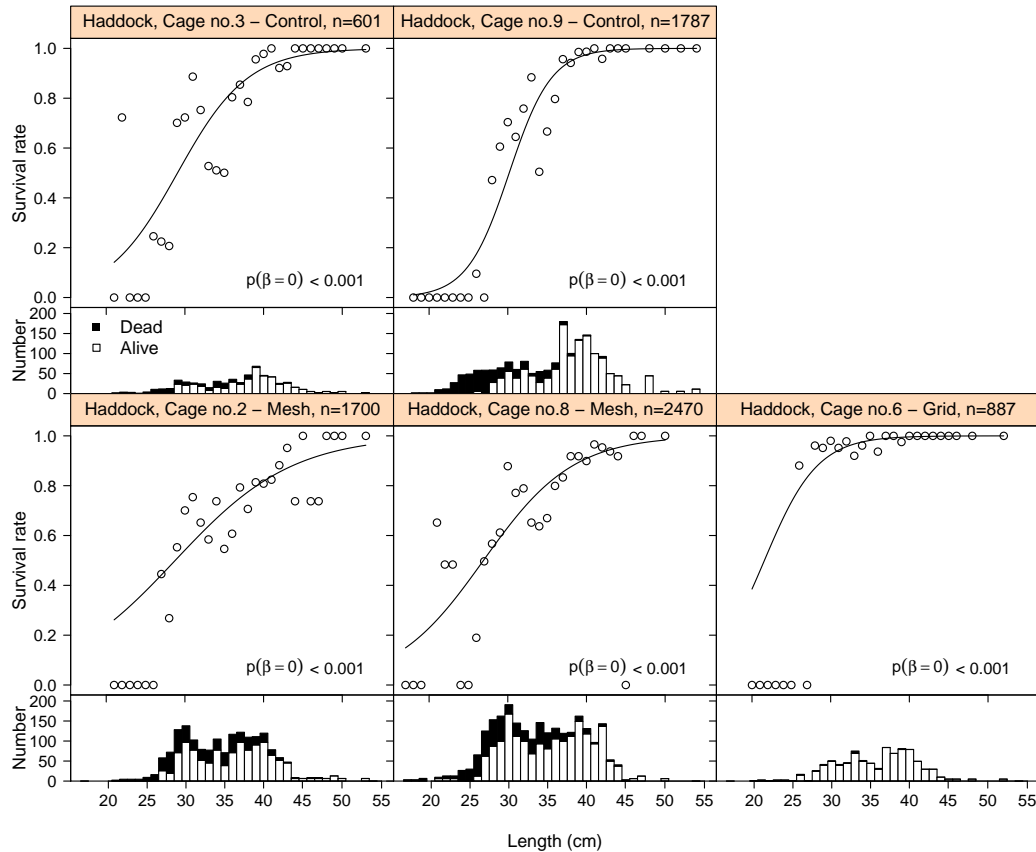 Haddock, Cage no.3 − Control, n=601
Haddock, Cage no.9 − Control, n=1787
Survival rate
1.0
0.8
0.6
0.4
0.2
0.0
p(β = 0) < 0.001
p(β = 0) < 0.001
Number
200
150
100
50
0
Dead
Alive
Haddock, Cage no.2 − Mesh, n=1700
Haddock, Cage no.8 − Mesh, n=2470
Haddock, Cage no.6 − Grid, n=887
Survival rate
1.0
0.8
0.6
0.4
0.2
0.0
p(β = 0) < 0.001
p(β = 0) < 0.001
p(β = 0) < 0.001
Number
200
150
100
50
0
20 25 30 35 40 45 50 55
20 25 30 35 40 45 50 55
20 25 30 35 40 45 50 55
Length (cm)